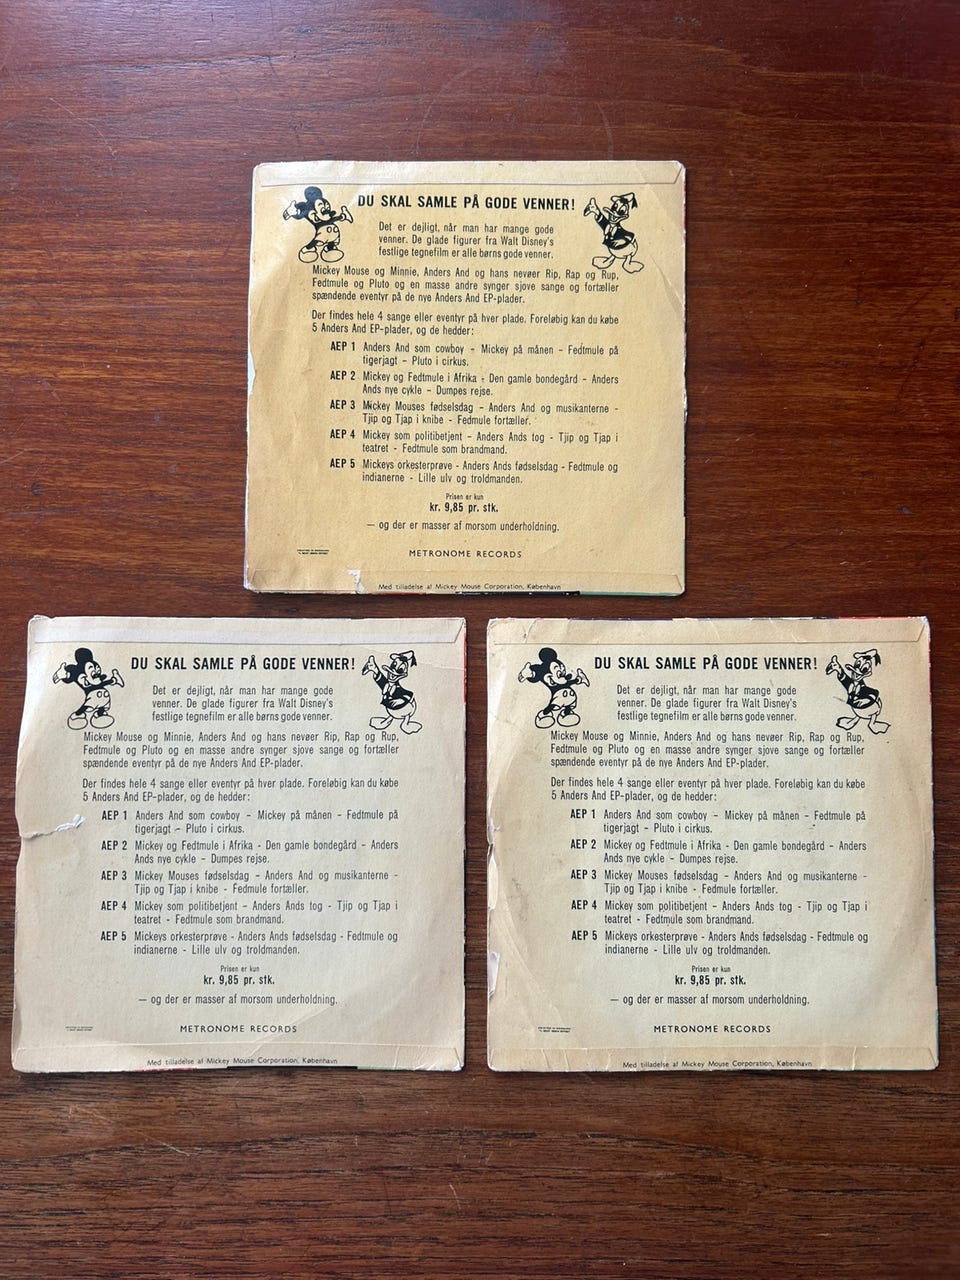 DU SKAL SAMLE PÅ GODE VENNER!
Det er dejligt, når man har mange gode
venner. De glade figurer fra Walt Disney's
festlige tegnefilm er alle børns gode venner.
Mickey Mouse og Minnie, Anders And og hans nevøer Rip, Rap og Rup,
Fedtmule og Pluto og en masse andre synger sjove sange og fortæller
spændende eventyr på de nye Anders And EP-plader.
Der findes hele 4 sange eller eventyr på hver plade. Foreløbig kan du købe
5 Anders And EP-plader, og de hedder:
AEP 1 Anders And som cowboy - Mickey på månen - Fedtmule på
tigerjagt - Pluto i cirkus.
AEP 2 Mickey og Fedtmule i Afrika - Den gamle bondegård - Anders
Ands nye cykle - Dumpes rejse.
AEP 3 Mickey Mouses fødselsdag - Anders And og musikanterne -
Tjip og Tjap i knibe - Fedmule fortæller.
AEP 4 Mickey som politibetjent - Anders Ands tog - Tjip og Tjap i
teatret - Fedtmule som brandmand.
AEP 5 Mickeys orkesterprøve - Anders Ands fødselsdag - Fedtmule og
indianerne - Lille ulv og troldmanden.
Prisen er kun
kr. 9,85 pr. stk.
— og der er masser af morsom underholdning.
METRONOME RECORDS
Med tilladelse af Mickey Mouse Corporation, København
DU SKAL SAMLE PÅ GODE VENNER!
Det er dejligt, når man har mange gode
venner. De glade figurer fra Walt Disney's
festlige tegnefilm er alle børns gode venner.
Mickey Mouse og Minnie, Anders And og hans nevøer Rip, Rap og Rup,
Fedtmule og Pluto og en masse andre synger sjove sange og fortæller
spændende eventyr på de nye Anders And EP-plader.
Der findes hele 4 sange eller eventyr på hver plade. Foreløbig kan du købe
5 Anders And EP-plader, og de hedder:
AEP 1 Anders And som cowboy - Mickey på månen - Fedtmule på
tigerjagt - Pluto i cirkus.
AEP 2 Mickey og Fedtmule i Afrika - Den gamle bondegård - Anders
Ands nye cykle - Dumpes rejse.
AEP 3 Mickey Mouses fødselsdag - Anders And og musikanterne -
Tjip og Tjap i knibe - Fedmule fortæller.
AEP 4 Mickey som politibetjent - Anders Ands tog - Tjip og Tjap i
teatret - Fedtmule som brandmand.
AEP 5 Mickeys orkesterprøve - Anders Ands fødselsdag - Fedtmule og
indianerne - Lille ulv og troldmanden.
Prisen er kun
kr. 9,85 pr. stk.
— og der er masser af morsom underholdning.
METRONOME RECORDS
Med tilladelse af Mickey Mouse Corporation, København
DU SKAL SAMLE PÅ GODE VENNER!
Det er dejligt, når man har mange gode
venner. De glade figurer fra Walt Disney's
festlige tegnefilm er alle børns gode venner.
Mickey Mouse og Minnie, Anders And og hans nevøer Rip, Rap og Rup,
Fedtmule og Pluto og en masse andre synger sjove sange og fortæller
spændende eventyr på de nye Anders And EP-plader.
Der findes hele 4 sange eller eventyr på hver plade. Foreløbig kan du købe
5 Anders And EP-plader, og de hedder:
AEP 1 Anders And som cowboy - Mickey på månen - Fedtmule på
tigerjagt - Pluto i cirkus.
AEP 2 Mickey og Fedtmule i Afrika - Den gamle bondegård - Anders
Ands nye cykle - Dumpes rejse.
AEP 3 Mickey Mouses fødselsdag - Anders And og musikanterne -
Tjip og Tjap i knibe - Fedmule fortæller.
AEP 4 Mickey som politibetjent - Anders Ands tog - Tjip og Tjap i
teatret - Fedtmule som brandmand.
AEP 5 Mickeys orkesterprøve - Anders Ands fødselsdag - Fedtmule og
indianerne - Lille ulv og troldmanden.
Prisen er kun
kr. 9,85 pr. stk.
— og der er masser af morsom underholdning.
METRONOME RECORDS
Med tilladelse af Mickey Mouse Corporation, København